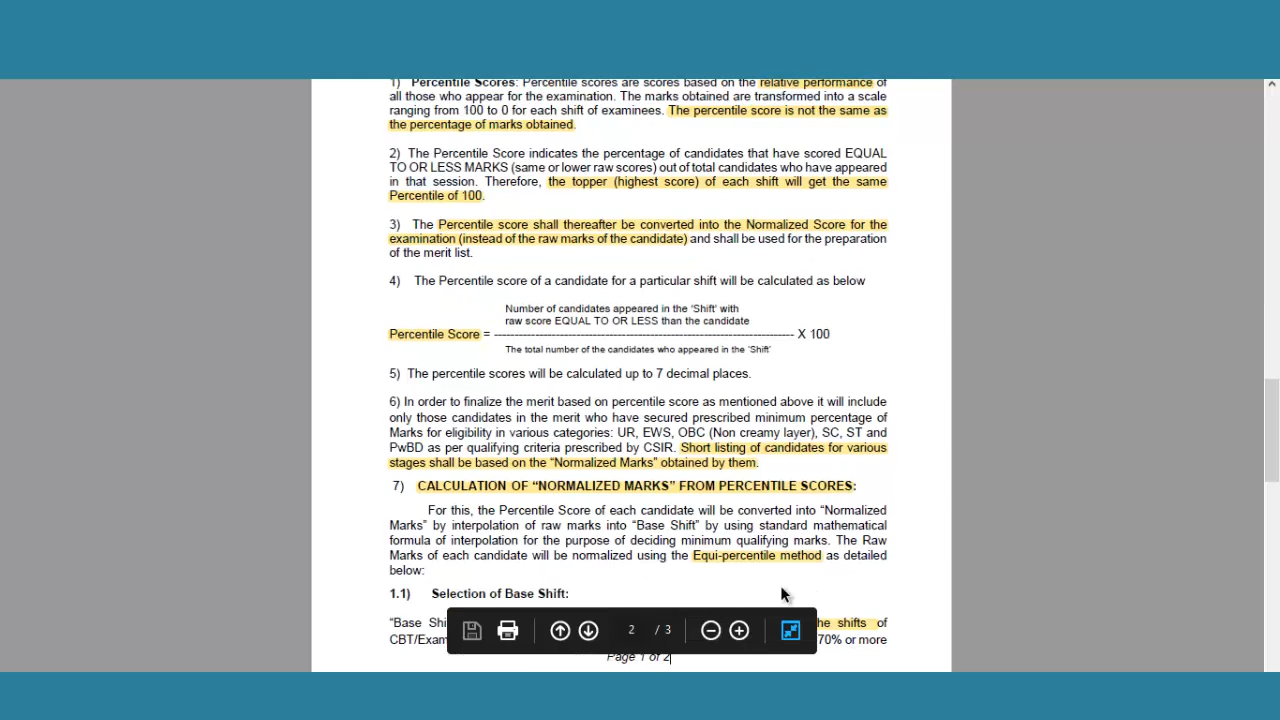 1) Percentile Scores: Percentile scores are scores based on the relative performance of
all those who appear for the examination. The marks obtained are transformed into a scale
ranging from 100 to 0 for each shift of examinees. The percentile score is not the same as
the percentage of marks obtained.
2) The Percentile Score indicates the percentage of candidates that have scored EQUAL
TO OR LESS MARKS (same or lower raw scores) out of total candidates who have appeared
in that session. Therefore, the topper (highest score) of each shift will get the same
Percentile of 100.
3) The Percentile score shall thereafter be converted into the Normalized Score for the
examination (instead of the raw marks of the candidate) and shall be used for the preparation
of the merit list.
4) The Percentile score of a candidate for a particular shift will be calculated as below
Number of candidates appeared in the ‘Shift’ with
raw score EQUAL TO OR LESS than the candidate
Percentile Score = ---------------------------------------------------------------------- X 100
The total number of the candidates who appeared in the ‘Shift’
5) The percentile scores will be calculated up to 7 decimal places.
6) In order to finalize the merit based on percentile score as mentioned above it will include
only those candidates in the merit who have secured prescribed minimum percentage of
Marks for eligibility in various categories: UR, EWS, OBC (Non creamy layer), SC, ST and
PwBD as per qualifying criteria prescribed by CSIR. Short listing of candidates for various
stages shall be based on the “Normalized Marks” obtained by them.
7) CALCULATION OF “NORMALIZED MARKS” FROM PERCENTILE SCORES:
For this, the Percentile Score of each candidate will be converted into “Normalized
Marks” by interpolation of raw marks into “Base Shift” by using standard mathematical
formula of interpolation for the purpose of deciding minimum qualifying marks. The Raw
Marks of each candidate will be normalized using the Equi-percentile method as detailed
below:
1.1) Selection of Base Shift:
“Base Shi he shifts of
CBT/Exam 70% or more
2 / 3
Page 1 of 2